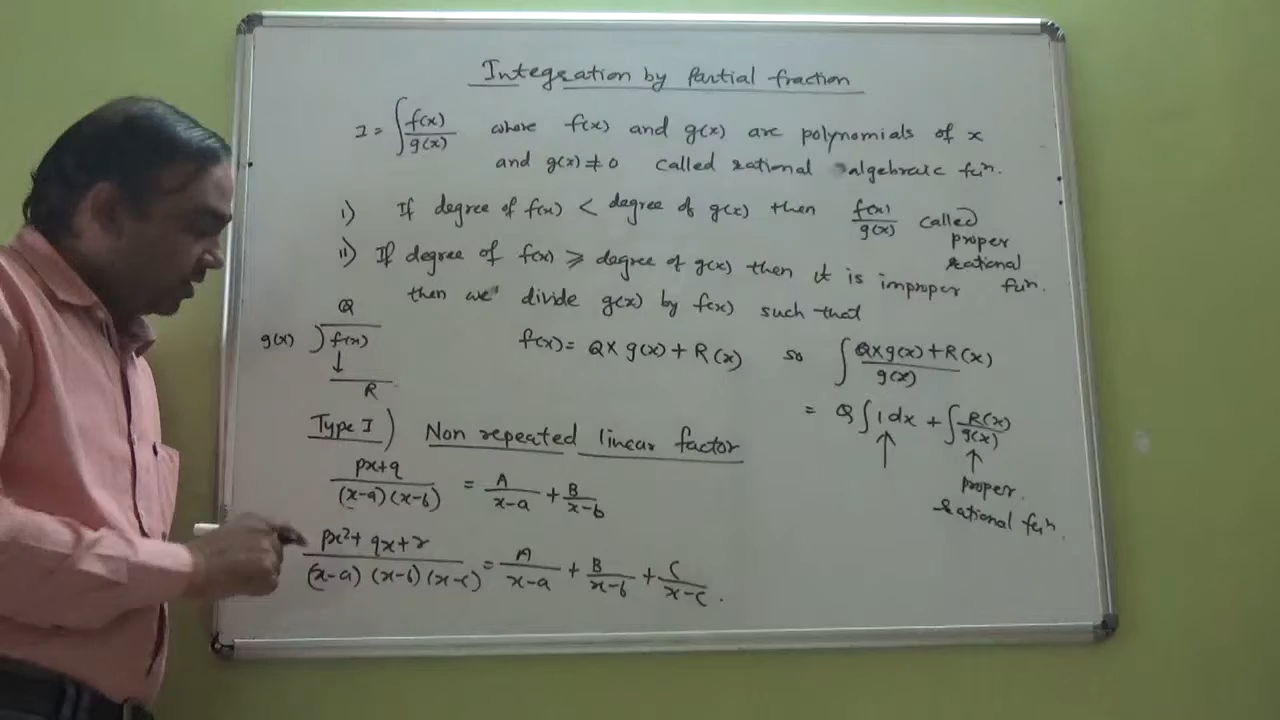 Integration by Partial fraction
I = ∫ f(x)/g(x) where f(x) and g(x) are polynomials of x
and g(x) ≠ 0 called rational algebraic fun.
i) If degree of f(x) < degree of g(x) then f(x)/g(x) called
proper
rational
fun.
ii) If degree of f(x) ⩾ degree of g(x) then it is improper
then we divide g(x) by f(x) such that
Q
g(x) ) f(x)
↓
R
f(x) = Q x g(x) + R(x) so ∫ Q x g(x) + R(x) / g(x)
= Q ∫ 1 dx + ∫ R(x)/g(x)
↑ ↑
proper.
rational fun.
Type I ) Non repeated linear factor
px+q / (x-a)(x-b) = A/x-a + B/x-b
px²+qx+r / (x-a)(x-b)(x-c) = A/x-a + B/x-b + C/x-c .